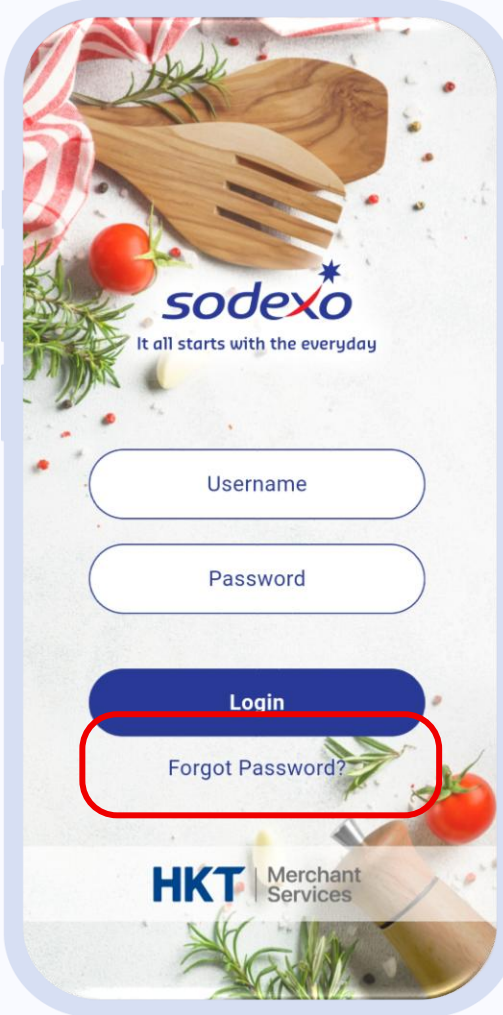 sodexo
It all starts with the everyday
Username
Password
Login
Forgot Password?
HKT | Merchant
Services